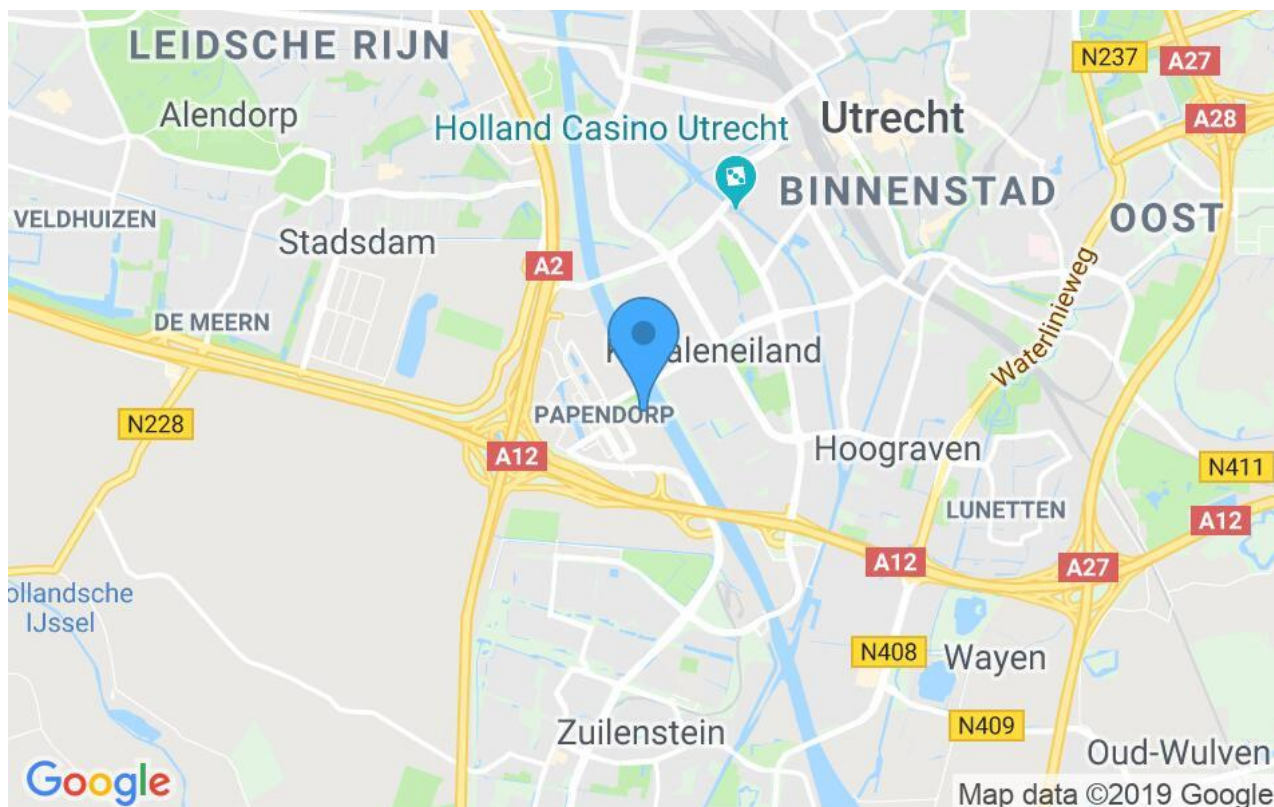 LEIDSCHE RIJN
N237
A27
Alendorp
Utrecht
A28
Holland Casino Utrecht
BINNENSTAD
VELDHUIZEN
OOST
Stadsdam
A2
Waterlinieweg
DE MEERN
aleneiland
PAPENDORP
N228
A12
Hoograven
N411
LUNETTEN
A12
A12
A27
ollandsche
IJssel
N408
Wayen
N409
Zuilenstein
Oud-Wulven
Google
Map data ©2019 Google